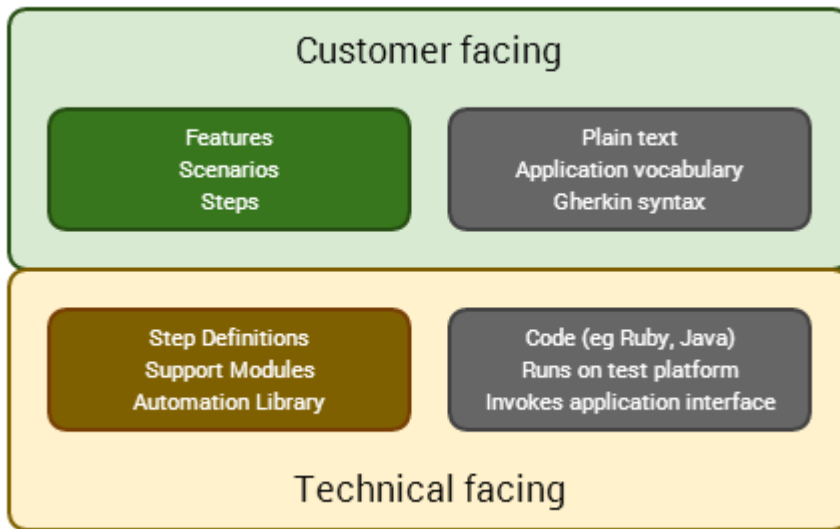 Customer facing
Features
Scenarios
Steps
Plain text
Application vocabulary
Gherkin syntax
Step Definitions
Support Modules
Automation Library
Code (eg Ruby, Java)
Runs on test platform
Invokes application interface
Technical facing